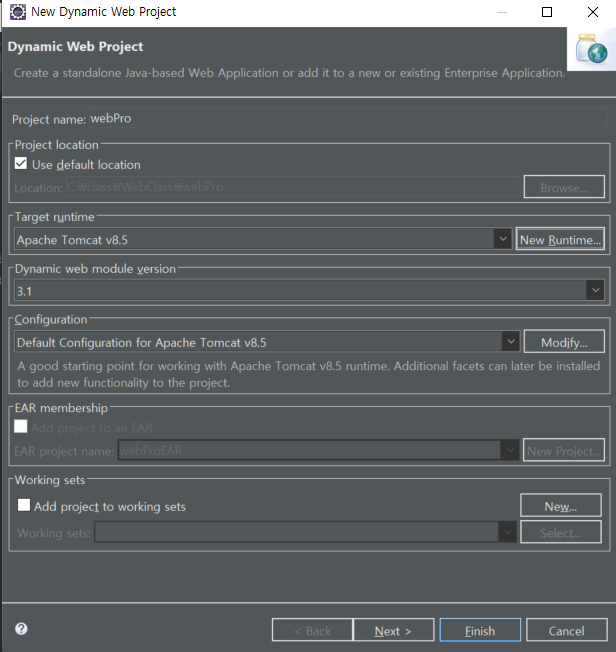 New Dynamic Web Project
Dynamic Web Project
Create a standalone Java-based Web Application or add it to a new or existing Enterprise Application.
Project name: webPro
Project location
Use default location
Location: C:₩class₩WebClass₩webPro Browse...
Target runtime
Apache Tomcat v8.5 New Runtime...
Dynamic web module version
3.1
Configuration
Default Configuration for Apache Tomcat v8.5 Modify...
A good starting point for working with Apache Tomcat v8.5 runtime. Additional facets can later be installed
to add new functionality to the project.
EAR membership
Add project to an EAR
EAR project name: webProEAR New Project...
Working sets
Add project to working sets New...
Working sets: Select...
? < Back Next > Finish Cancel